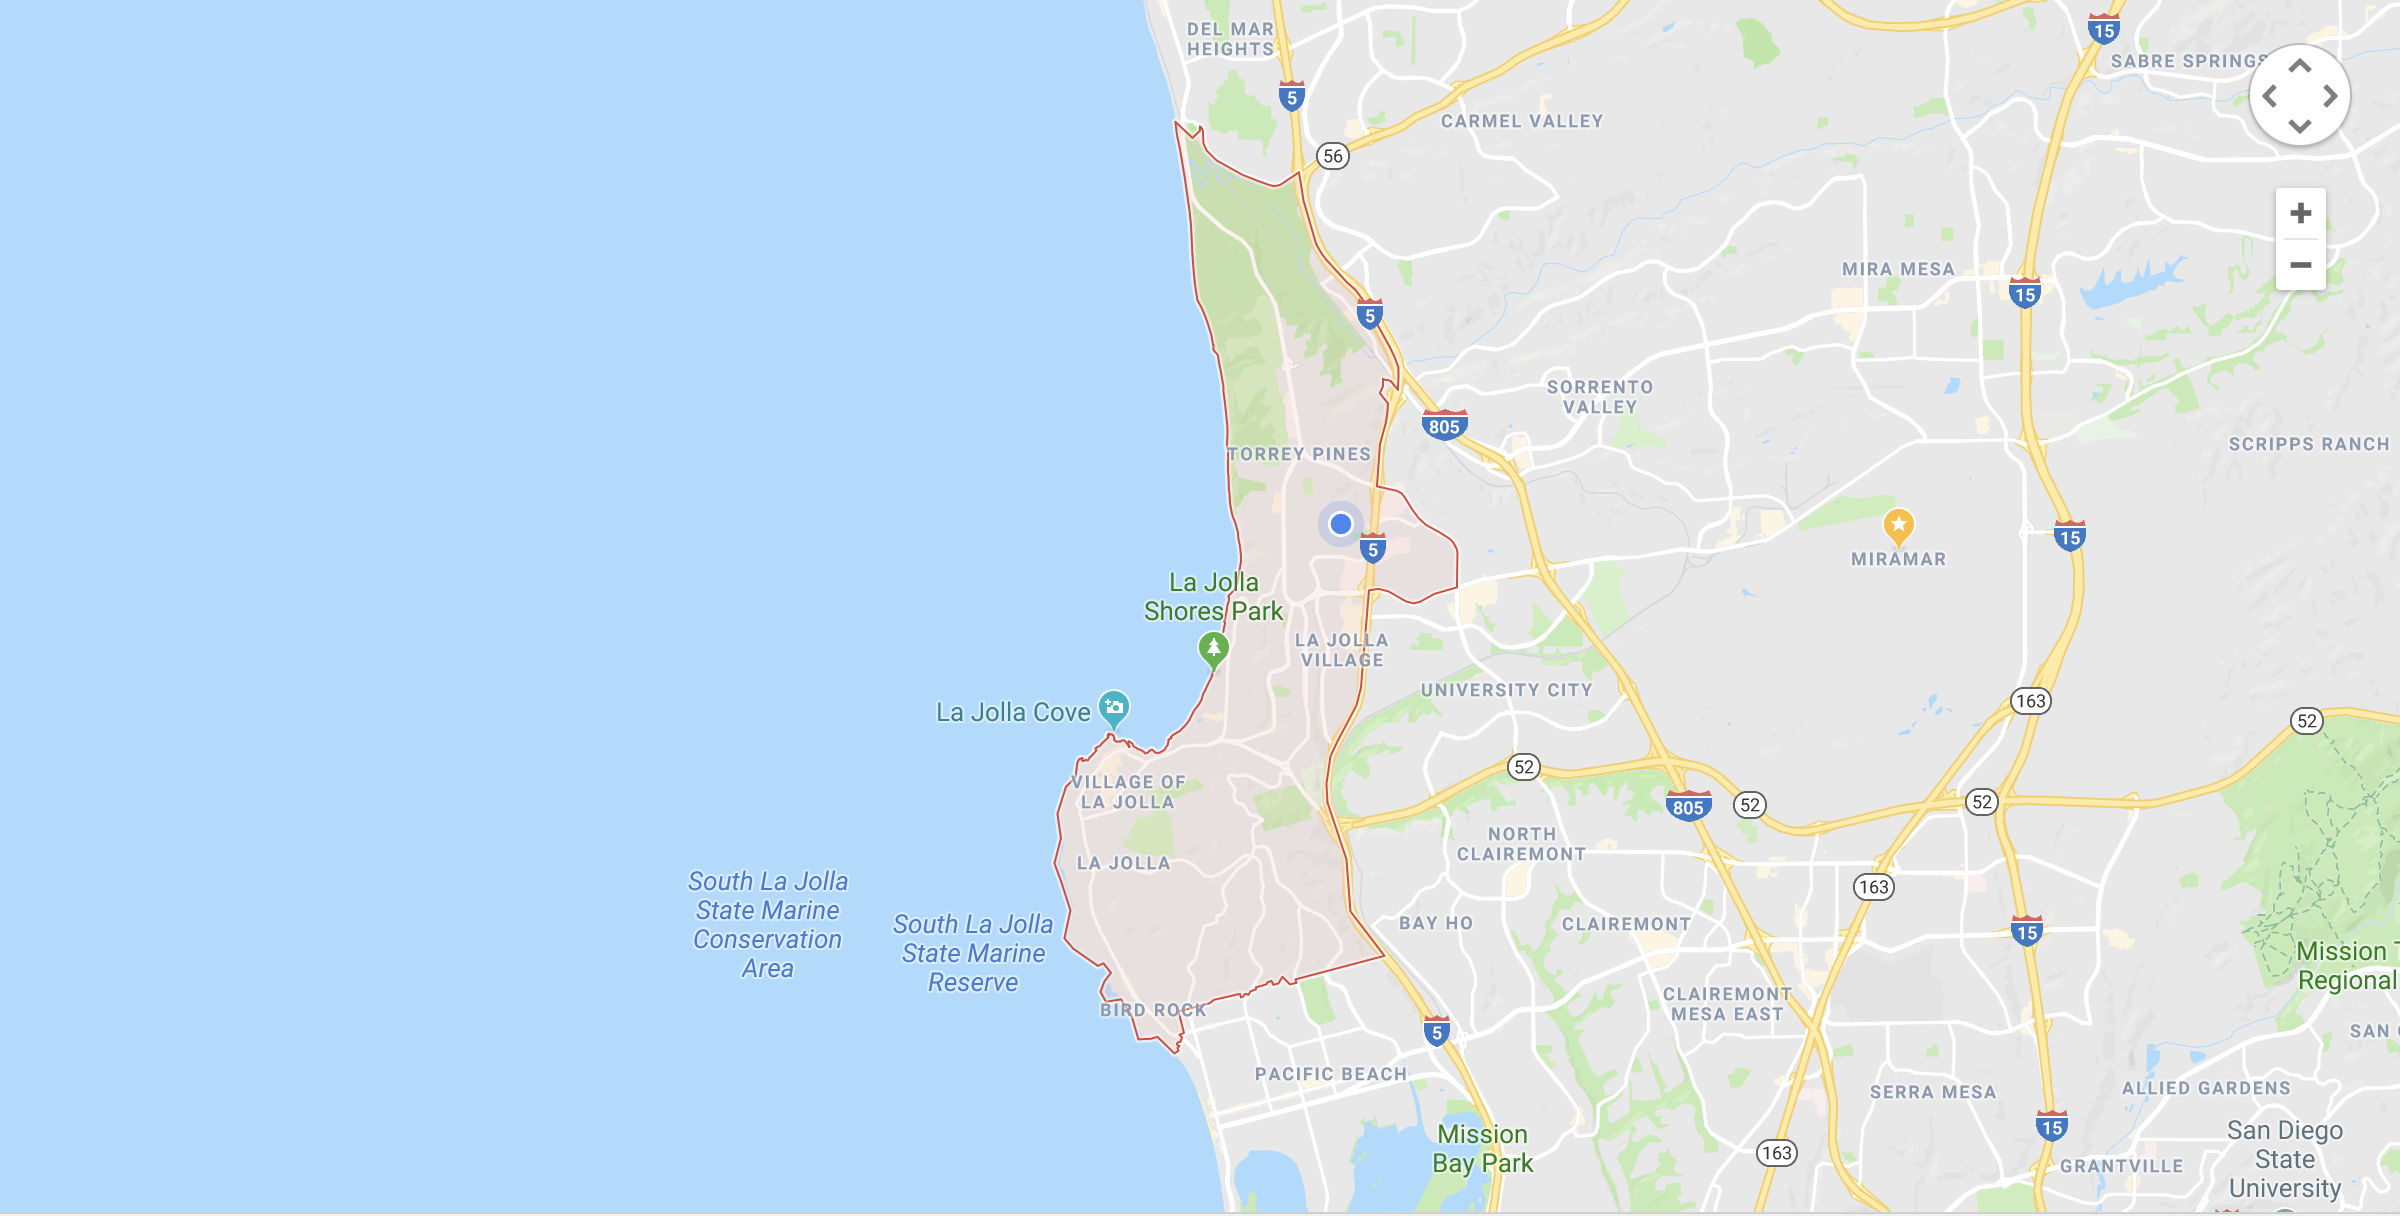 DEL MAR
HEIGHTS
15
SABRE SPRINGS
5
CARMEL VALLEY
56
MIRA MESA
15
5
SORRENTO
VALLEY
805
SCRIPPS RANCH
TORREY PINES
5
15
MIRAMAR
La Jolla
Shores Park
LA JOLLA
VILLAGE
UNIVERSITY CITY
163
La Jolla Cove
52
52
VILLAGE OF
LA JOLLA
805
52
52
NORTH
CLAIREMONT
LA JOLLA
163
South La Jolla
State Marine
Conservation
Area
South La Jolla
State Marine
Reserve
BAY HO
CLAIREMONT
15
Mission T
Regional
BIRD ROCK
CLAIREMONT
MESA EAST
5
SAN
PACIFIC BEACH
SERRA MESA
ALLIED GARDENS
Mission
Bay Park
15
163
San Diego
State
University
GRANTVILLE